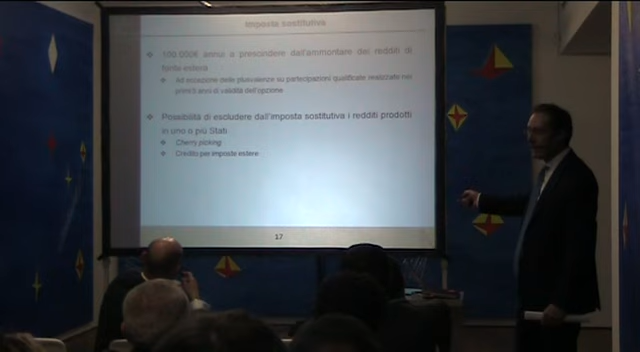 Imposta sostitutiva
100.000€ annui a prescindere dall'ammontare dei redditi di
fonte estera
Ad eccezione delle plusvalenze su partecipazioni qualificate realizzate nei
primi 5 anni di validità dell'opzione
Possibilità di escludere dall'imposta sostitutiva i redditi prodotti
in uno o più Stati
Cherry picking
Credito per imposte estere
17